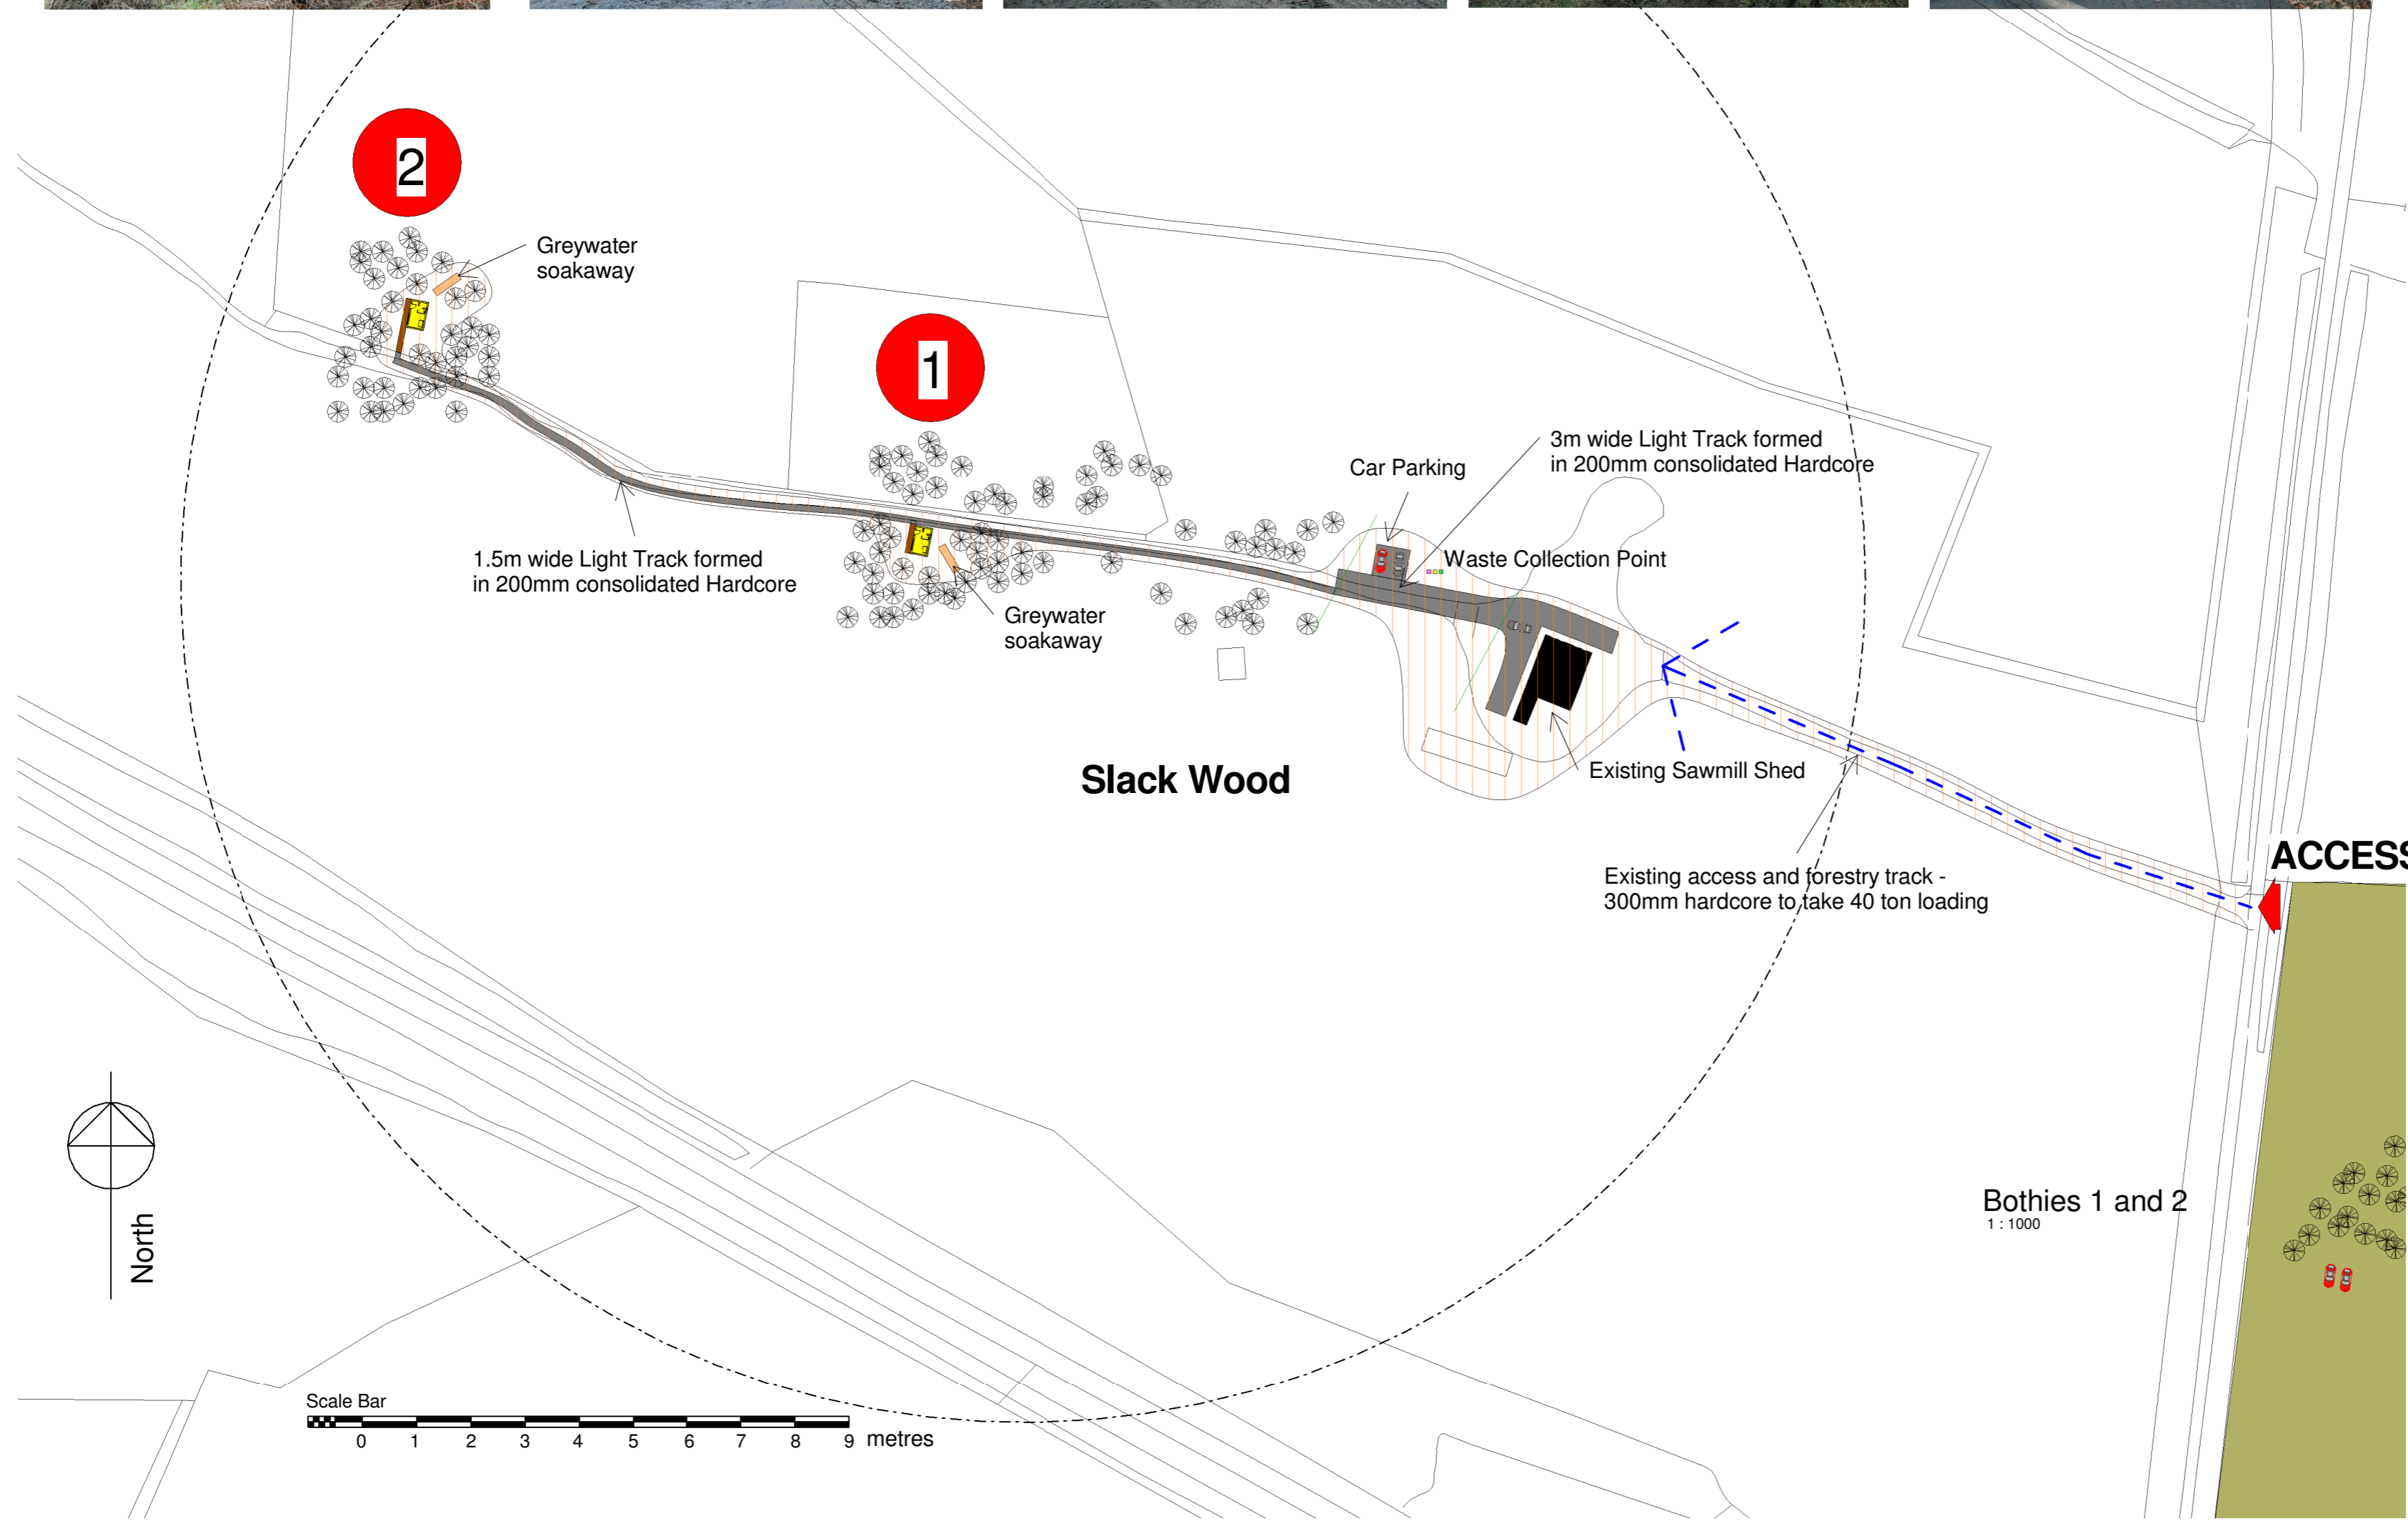 2
Greywater
soakaway
1
3m wide Light Track formed
in 200mm consolidated Hardcore
Car Parking
1.5m wide Light Track formed
in 200mm consolidated Hardcore
Waste Collection Point
Greywater
soakaway
Slack Wood
Existing Sawmill Shed
ACCESS
Existing access and forestry track -
300mm hardcore to take 40 ton loading
North
Bothies 1 and 2
1 : 1000
Scale Bar
0 1 2 3 4 5 6 7 8 9 metres